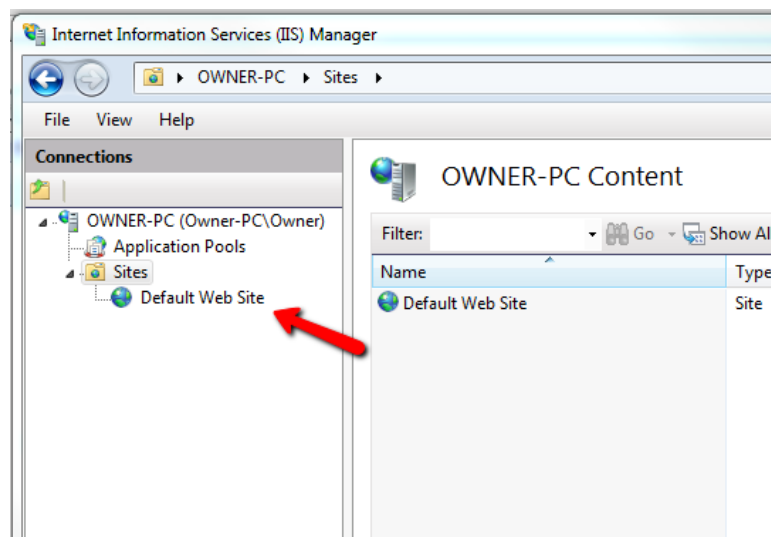 Internet Information Services (IIS) Manager
OWNER-PC Sites
File View Help
Connections
OWNER-PC (Owner-PC\Owner)
Application Pools
Sites
Default Web Site
OWNER-PC Content
Filter: Go Show Al
Name Type
Default Web Site Site